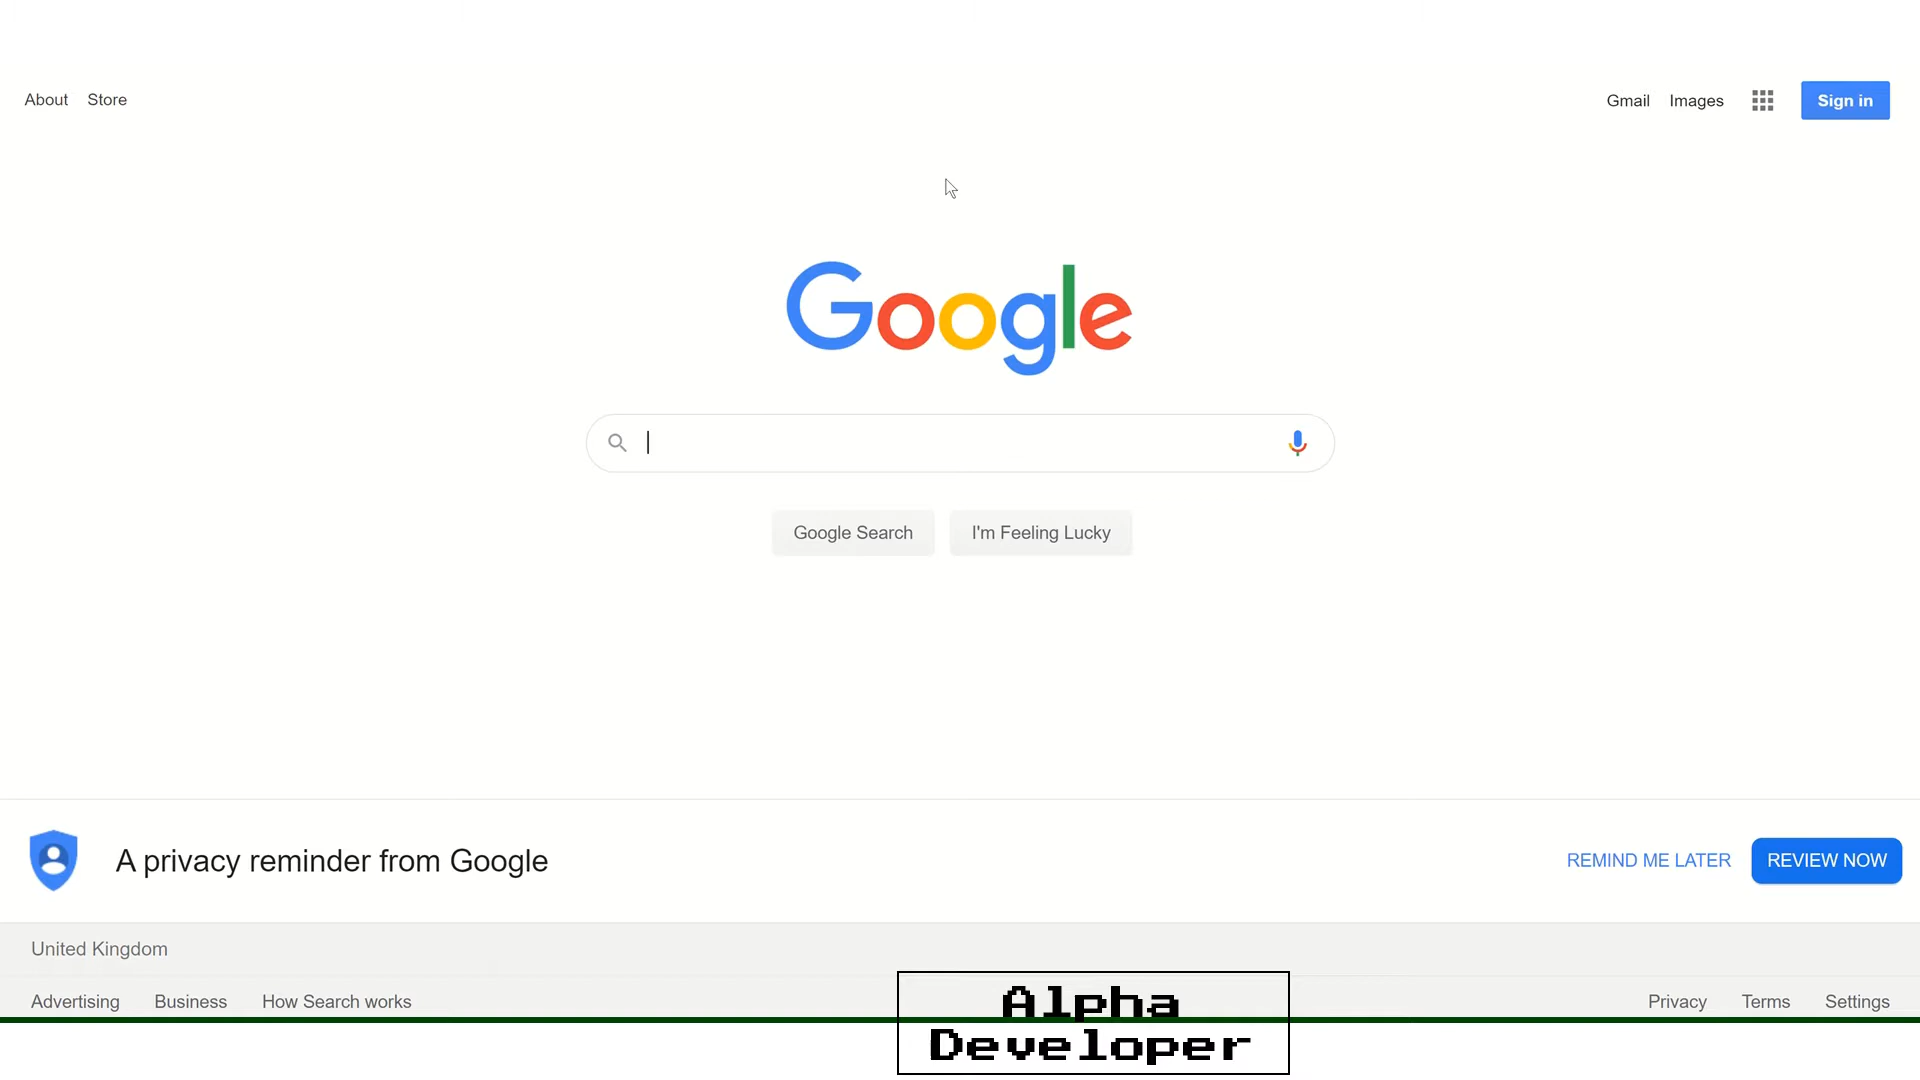 About Store
Gmail Images Sign in
Google
Google Search I'm Feeling Lucky
A privacy reminder from Google
REMIND ME LATER REVIEW NOW
United Kingdom
Advertising Business How Search works
Privacy Terms Settings
Alpha
Developer